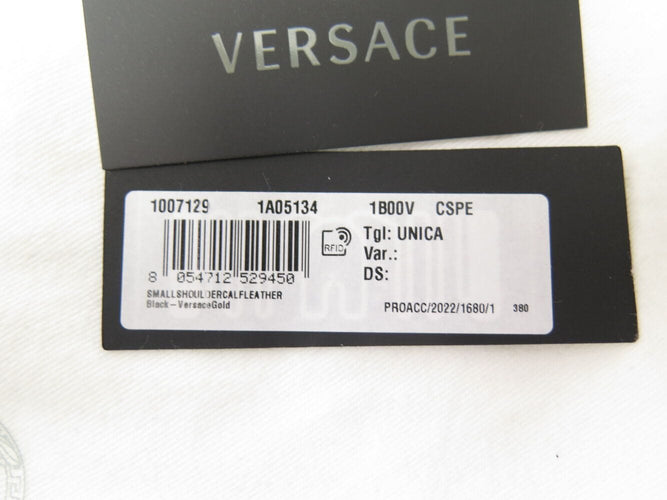 VERSACE
1007129 1A05134 1B00V CSPE
RFID
Tgl: UNICA
Var.:
DS:
8 054712 529450
SMALLSHOULDERCALFLEATHER
Black-VersaceGold
PROACC/2022/1680/1 380